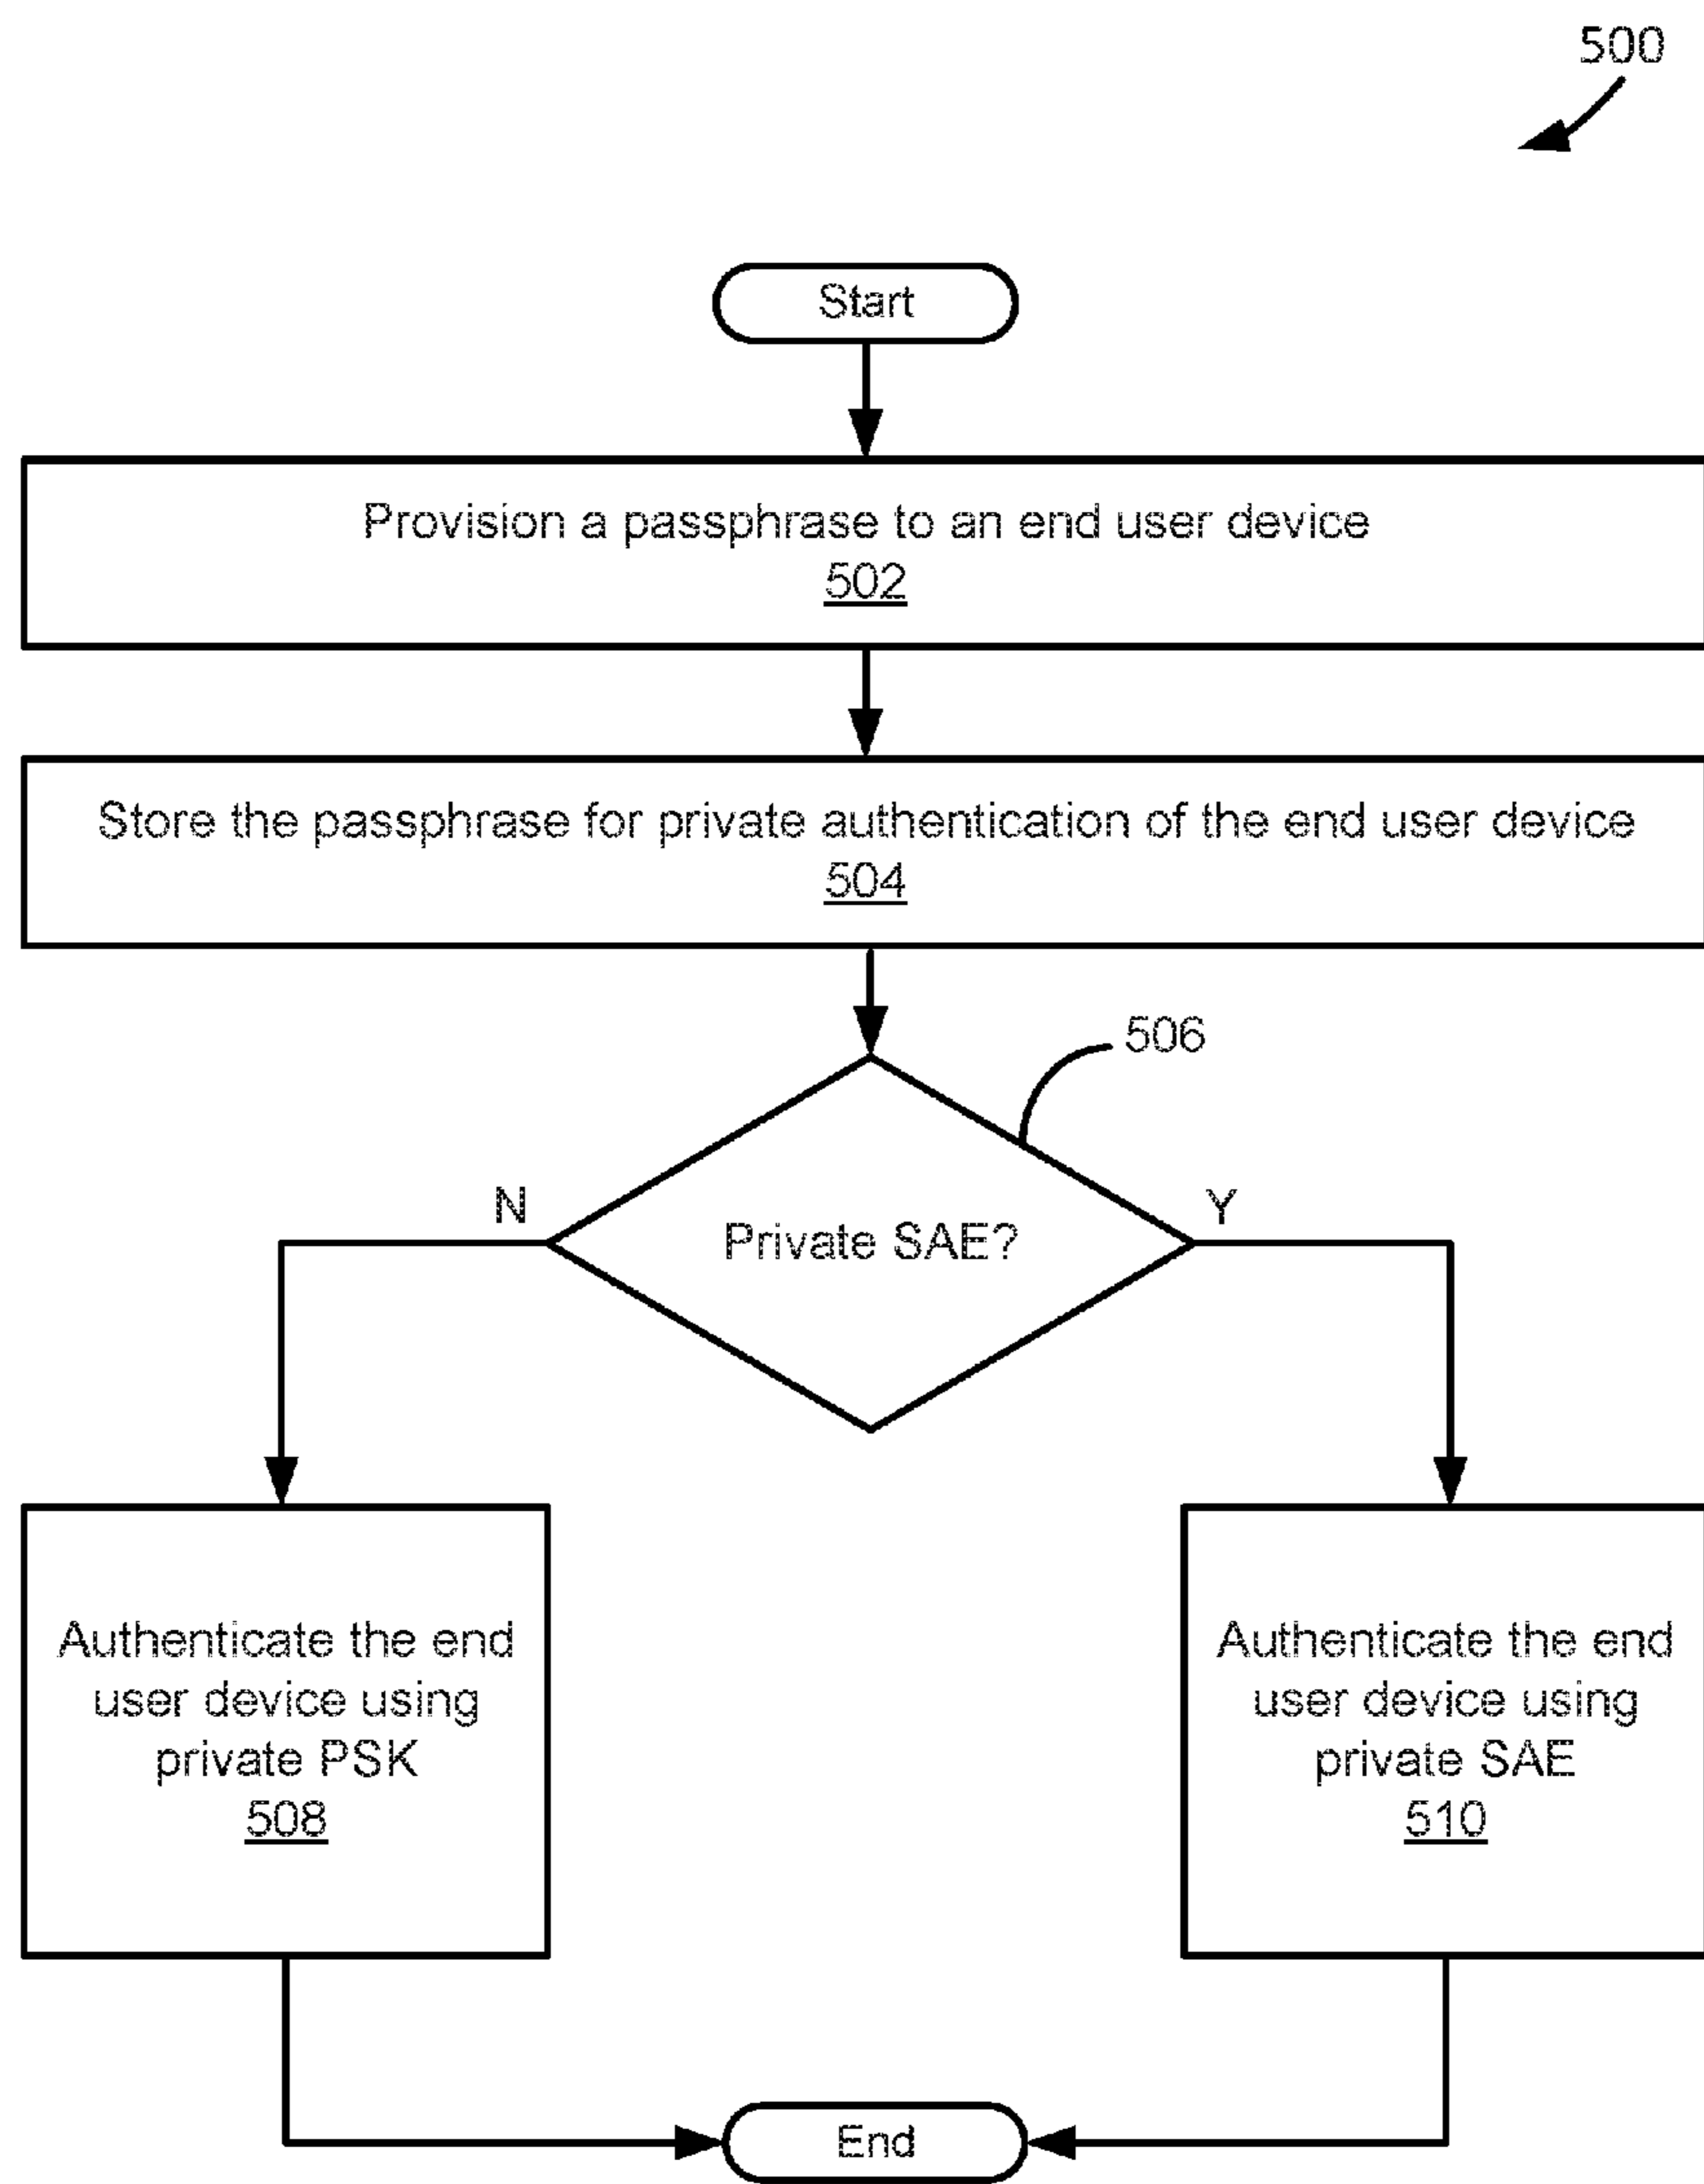 500
Start
Provision a passphrase to an end user device
502
Store the passphrase for private authentication of the end user device
504
506
N
Y
Private SAE?
Authenticate the end
user device using
private PSK
508
Authenticate the end
user device using
private SAE
510
End